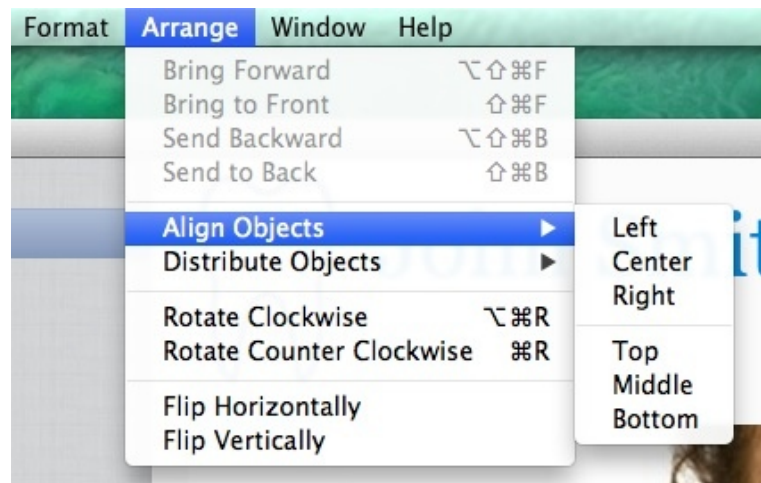 Format Arrange Window Help
Bring Forward ⌥⇧⌘F
Bring to Front ⇧⌘F
Send Backward ⌥⇧⌘B
Send to Back ⇧⌘B
Align Objects ▶
Distribute Objects ▶
Rotate Clockwise ⌥⌘R
Rotate Counter Clockwise ⌘R
Flip Horizontally
Flip Vertically
Left
Center
Right
Top
Middle
Bottom